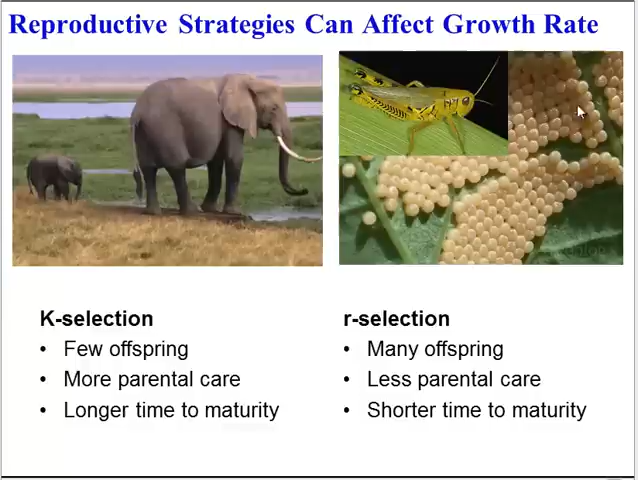 Reproductive Strategies Can Affect Growth Rate
K-selection
• Few offspring
• More parental care
• Longer time to maturity
r-selection
• Many offspring
• Less parental care
• Shorter time to maturity